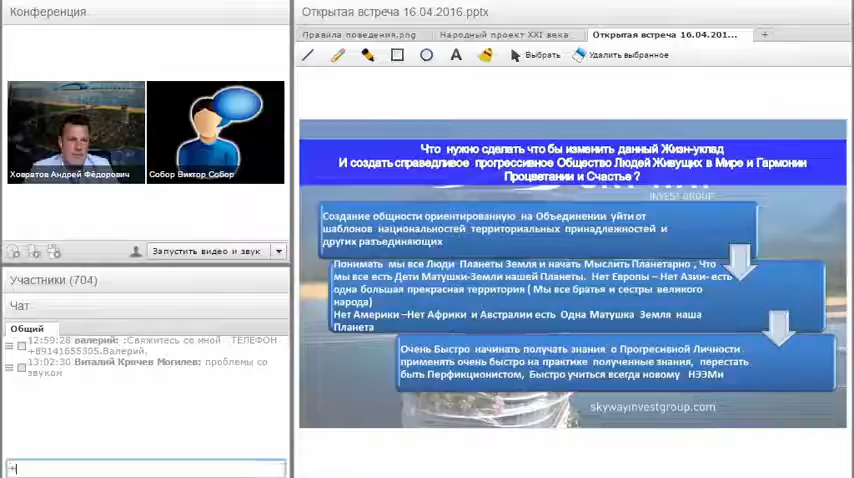 Конференция
Ховратов Андрей Фёдорович
Собор Виктор Собор
Запустить видео и звук
Участники (704)
Чат
Общий
12:59:28 валерий: :Свяжитесь со мной ТЕЛЕФОН
+89141655305.Валерий,
13:02:30 Виталий Крячев Могилев: проблемы со
звуком
+
Открытая встреча 16.04.2016.pptx
Правила поведения.png
Народный проект XXI века
Открытая встреча 16.04.201...
+
A
Выбрать
Удалить выбранное
Что нужно сделать что бы изменить данный Жизн-уклад
И создать справедливое прогрессивное Общество Людей Живущих в Мире и Гармонии
Процветании и Счастье ?
INVEST GROUP
Создание общности ориентированную на Объединении уйти от
шаблонов национальностей территориальных принадлежностей и
других разъединяющих
Понимать мы все Люди Планеты Земля и начать Мыслить Планетарно , Что
мы все есть Дети Матушки-Земли нашей Планеты. Нет Европы – Нет Азии- есть
одна большая прекрасная территория ( Мы все братья и сестры великого
народа)
Нет Америки –Нет Африки и Австралии есть Одна Матушка Земля наша
Планета
Очень Быстро начинать получать знания о Прогресивной Личности
применять очень быстро на практике полученные знания, перестать
быть Перфикционистом, Быстро учиться всегда новому НЭЭМи
skywayinvestgroup.com